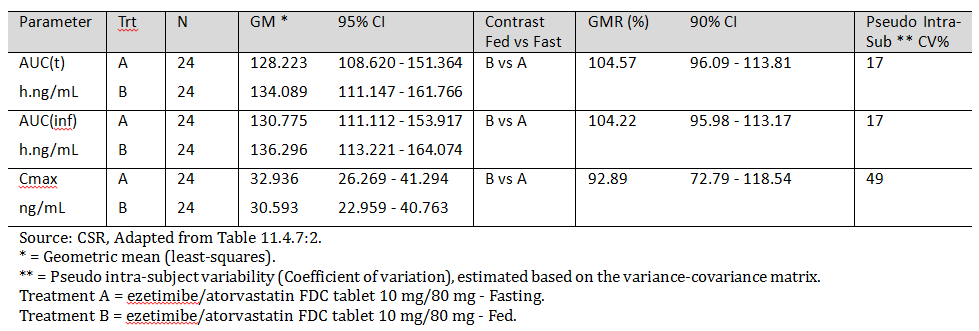 Parameter Trt N GM * 95% CI Contrast GMR (%) 90% CI Pseudo Intra-
Fed vs Fast Sub ** CV%
AUC(t) A 24 128.223 108.620 - 151.364 B vs A 104.57 96.09 - 113.81 17
h.ng/mL B 24 134.089 111.147 - 161.766
AUC(inf) A 24 130.775 111.112 - 153.917 B vs A 104.22 95.98 - 113.17 17
h.ng/mL B 24 136.296 113.221 - 164.074
Cmax A 24 32.936 26.269 - 41.294 B vs A 92.89 72.79 - 118.54 49
ng/mL B 24 30.593 22.959 - 40.763
Source: CSR, Adapted from Table 11.4.7:2.
* = Geometric mean (least-squares).
** = Pseudo intra-subject variability (Coefficient of variation), estimated based on the variance-covariance matrix.
Treatment A = ezetimibe/atorvastatin FDC tablet 10 mg/80 mg - Fasting.
Treatment B = ezetimibe/atorvastatin FDC tablet 10 mg/80 mg - Fed.